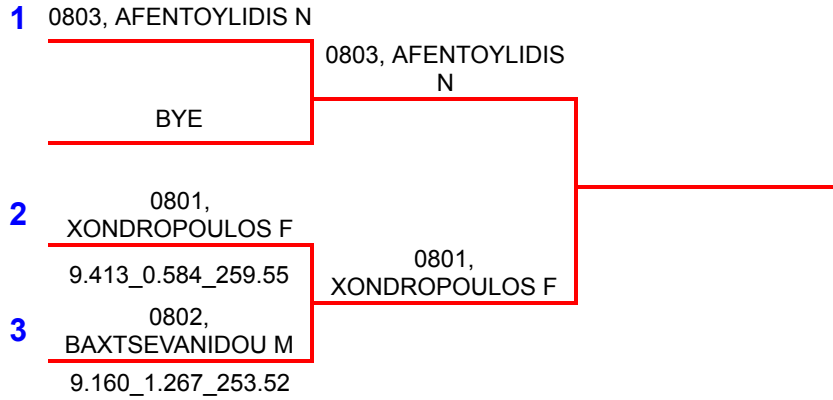 1 0803, AFENTOYLIDIS N
0803, AFENTOYLIDIS
N
BYE
2 0801,
XONDROPOULOS F
9.413_0.584_259.55
0801,
XONDROPOULOS F
3 0802,
BAXTSEVANIDOU M
9.160_1.267_253.52